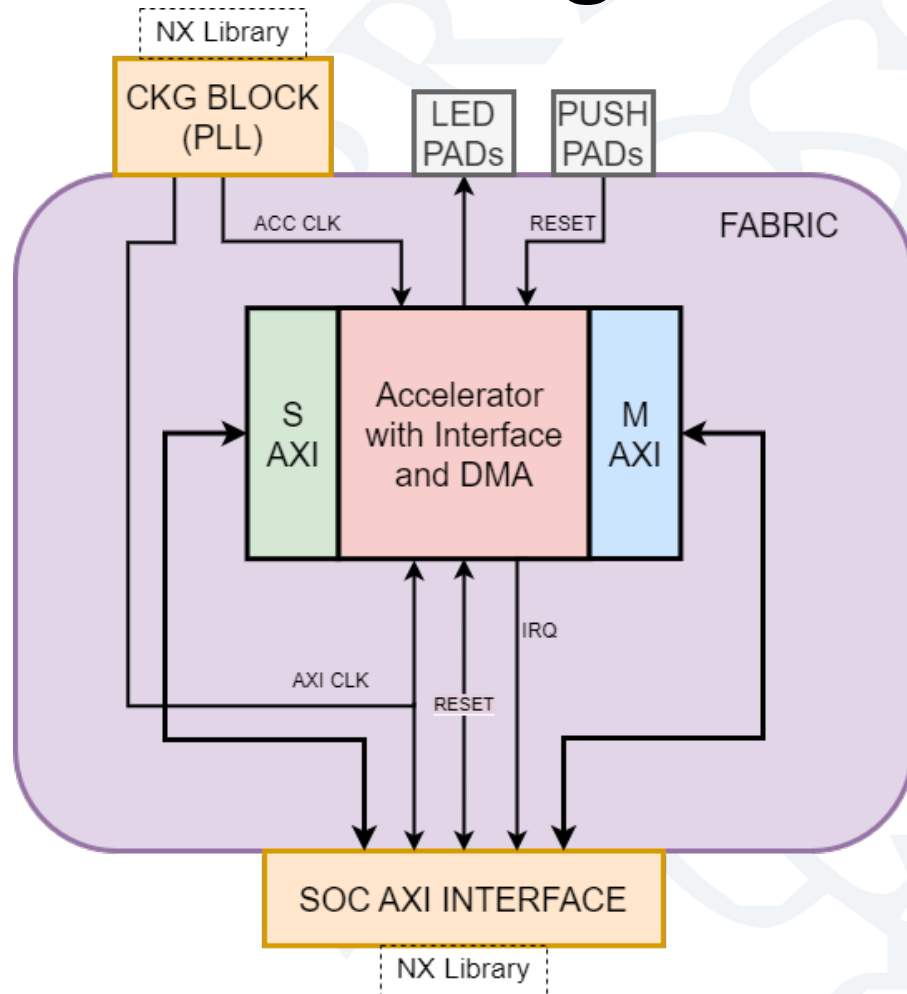 NX Library
CKG BLOCK
(PLL)
LED
PADs
PUSH
PADs
ACC CLK
RESET
FABRIC
S
AXI
Accelerator
with Interface
and DMA
M
AXI
IRQ
AXI CLK
RESET
SOC AXI INTERFACE
NX Library